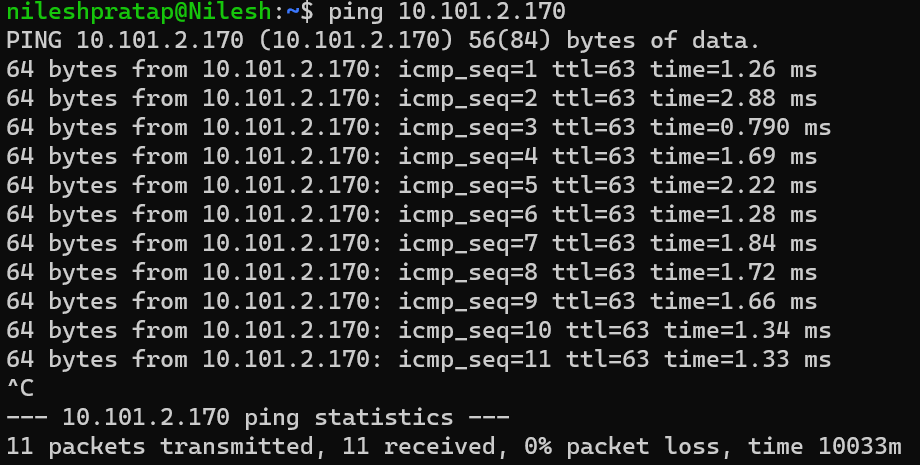 nileshpratap@Nilesh:~$ ping 10.101.2.170
PING 10.101.2.170 (10.101.2.170) 56(84) bytes of data.
64 bytes from 10.101.2.170: icmp_seq=1 ttl=63 time=1.26 ms
64 bytes from 10.101.2.170: icmp_seq=2 ttl=63 time=2.88 ms
64 bytes from 10.101.2.170: icmp_seq=3 ttl=63 time=0.790 ms
64 bytes from 10.101.2.170: icmp_seq=4 ttl=63 time=1.69 ms
64 bytes from 10.101.2.170: icmp_seq=5 ttl=63 time=2.22 ms
64 bytes from 10.101.2.170: icmp_seq=6 ttl=63 time=1.28 ms
64 bytes from 10.101.2.170: icmp_seq=7 ttl=63 time=1.84 ms
64 bytes from 10.101.2.170: icmp_seq=8 ttl=63 time=1.72 ms
64 bytes from 10.101.2.170: icmp_seq=9 ttl=63 time=1.66 ms
64 bytes from 10.101.2.170: icmp_seq=10 ttl=63 time=1.34 ms
64 bytes from 10.101.2.170: icmp_seq=11 ttl=63 time=1.33 ms
^C
--- 10.101.2.170 ping statistics ---
11 packets transmitted, 11 received, 0% packet loss, time 10033m